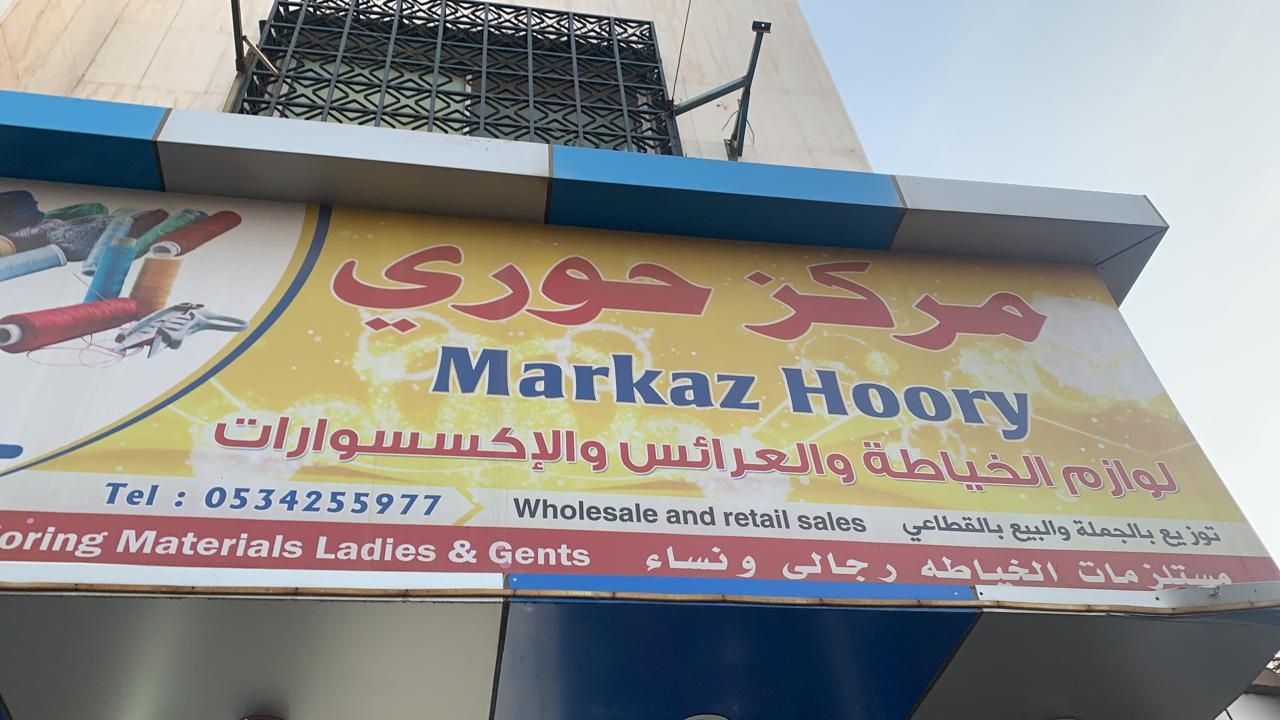 مركز حوري
Markaz Hoory
لوازم الخياطة والعرائس والإكسسوارات
Tel : 0534255977
Wholesale and retail sales
توزيع بالجملة والبيع بالقطاعي
oring Materials Ladies & Gents
مستلزمات الخياطه رجالى ونساء